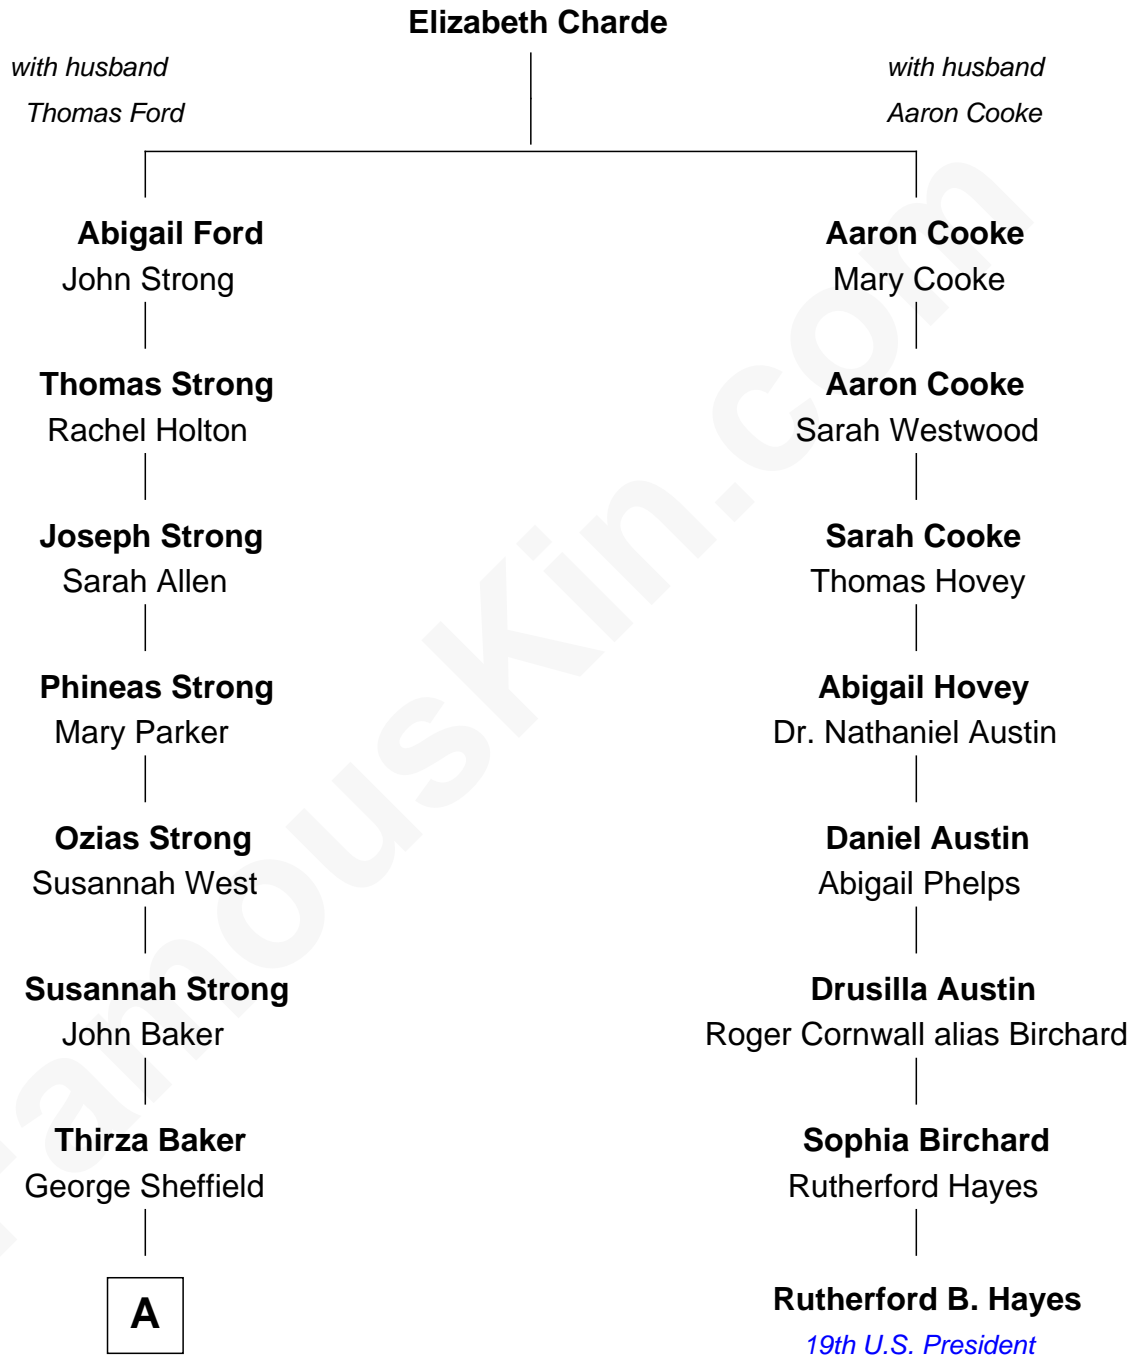 Elizabeth Charde
with husband
Thomas Ford
with husband
Aaron Cooke
Abigail Ford
John Strong
Aaron Cooke
Mary Cooke
Thomas Strong
Rachel Holton
Aaron Cooke
Sarah Westwood
Joseph Strong
Sarah Allen
Sarah Cooke
Thomas Hovey
Phineas Strong
Mary Parker
Abigail Hovey
Dr. Nathaniel Austin
Ozias Strong
Susannah West
Daniel Austin
Abigail Phelps
Susannah Strong
John Baker
Drusilla Austin
Roger Cornwall alias Birchard
Thirza Baker
George Sheffield
Sophia Birchard
Rutherford Hayes
A
Rutherford B. Hayes
19th U.S. President
FamousKin.com